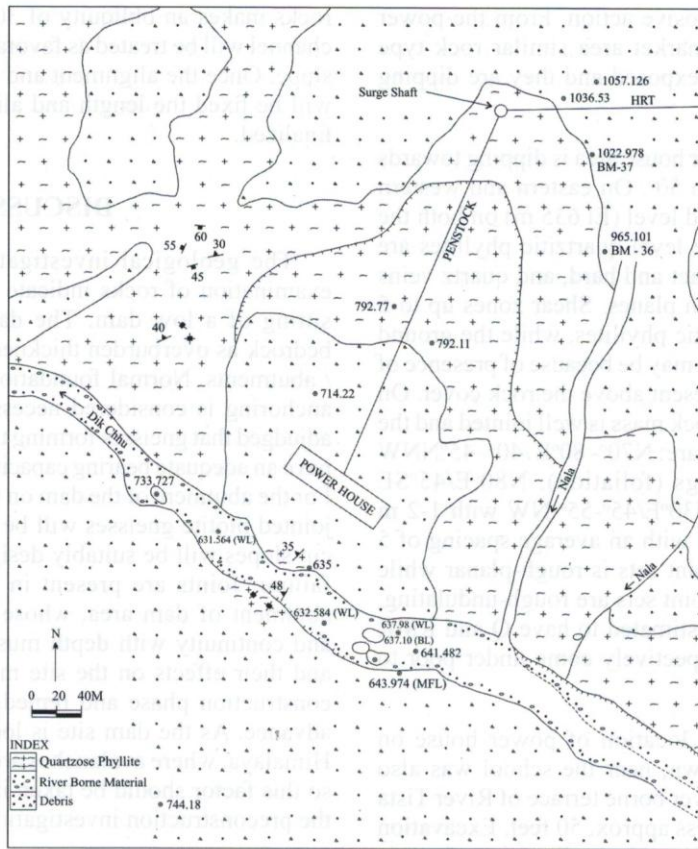 1037.126
1036.53
HRT
Surge Shaft
1022.978
BM-37
PENSTOCK
965.101
BM - 36
60
55
30
45
792.77
40
792.11
714.22
Dik Chhu
733.727
POWER HOUSE
Nala
631.564 (WL)
35
635
Nala
48
632.584 (WL)
637.98 (WL)
637.10 (BL)
641.482
643.974 (MFL)
N
0 20 40M
INDEX
Quartzose Phyllite
River Borne Material
Debris
744.18